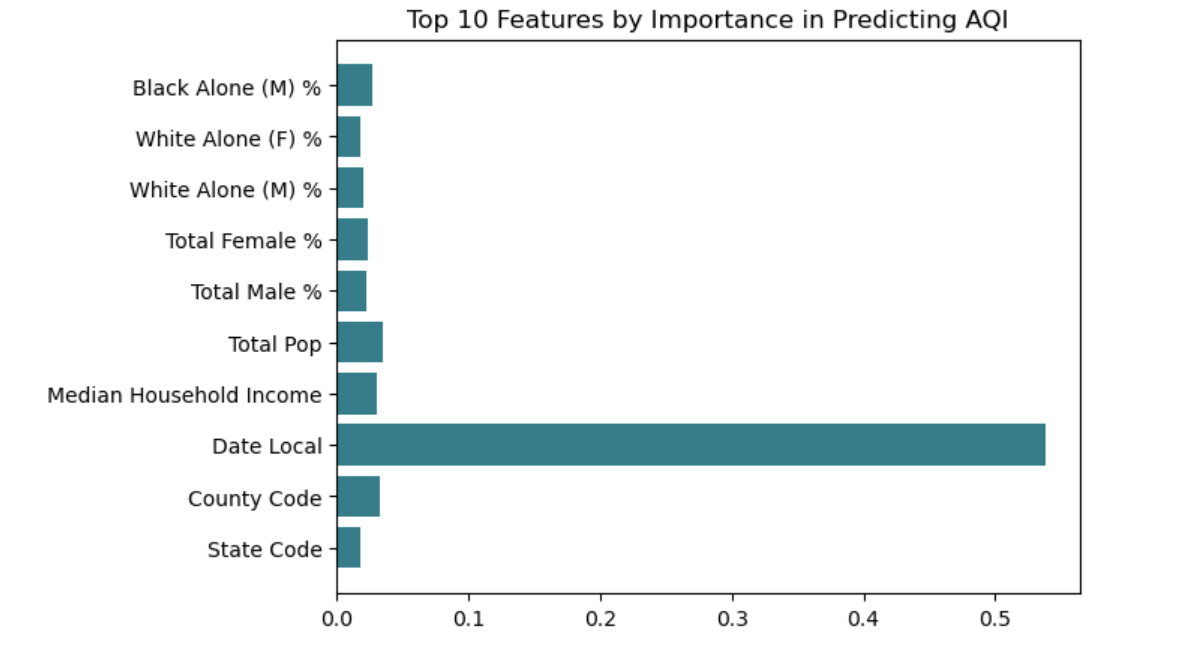 Top 10 Features by Importance in Predicting AQI
Black Alone (M) %
White Alone (F) %
White Alone (M) %
Total Female %
Total Male %
Total Pop
Median Household Income
Date Local
County Code
State Code
0.0 0.1 0.2 0.3 0.4 0.5